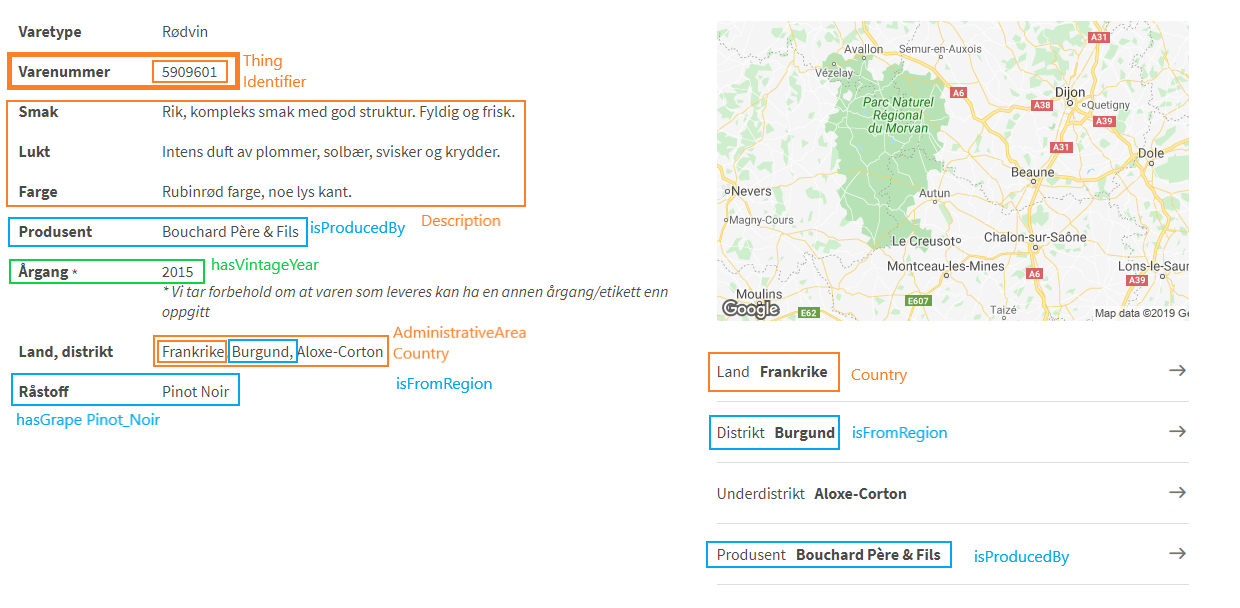 Varetype Rødvin
Varenummer 5909601 Thing
Identifier
Smak Rik, kompleks smak med god struktur. Fyldig og frisk.
Lukt Intens duft av plommer, solbær, svisker og krydder.
Farge Rubinrød farge, noe lys kant.
Description
Produsent Bouchard Père & Fils isProducedBy
Årgang * 2015 hasVintageYear
* Vi tar forbehold om at varen som leveres kan ha en annen årgang/etikett enn
oppgitt
AdministrativeArea
Land, distrikt Frankrike, Burgund, Aloxe-Corton Country
isFromRegion
Råstoff Pinot Noir
hasGrape Pinot_Noir
A31
Avallon Semur-en-Auxois
Vézelay
A6 Dijon
Parc Naturel
Régional
du Morvan
A38 Quetigny
A39
A31
Dole
Beaune
Nevers Autun
Magny-Cours
Le Creusot Chalon-sur-Saône
Montceau-les-Mines A6 Lons-le-Saun
A39
Moulins E607
Taizé
Google E62 Map data ©2019 Ge
Land Frankrike Country
Distrikt Burgund isFromRegion
Underdistrikt Aloxe-Corton
Produsent Bouchard Père & Fils isProducedBy